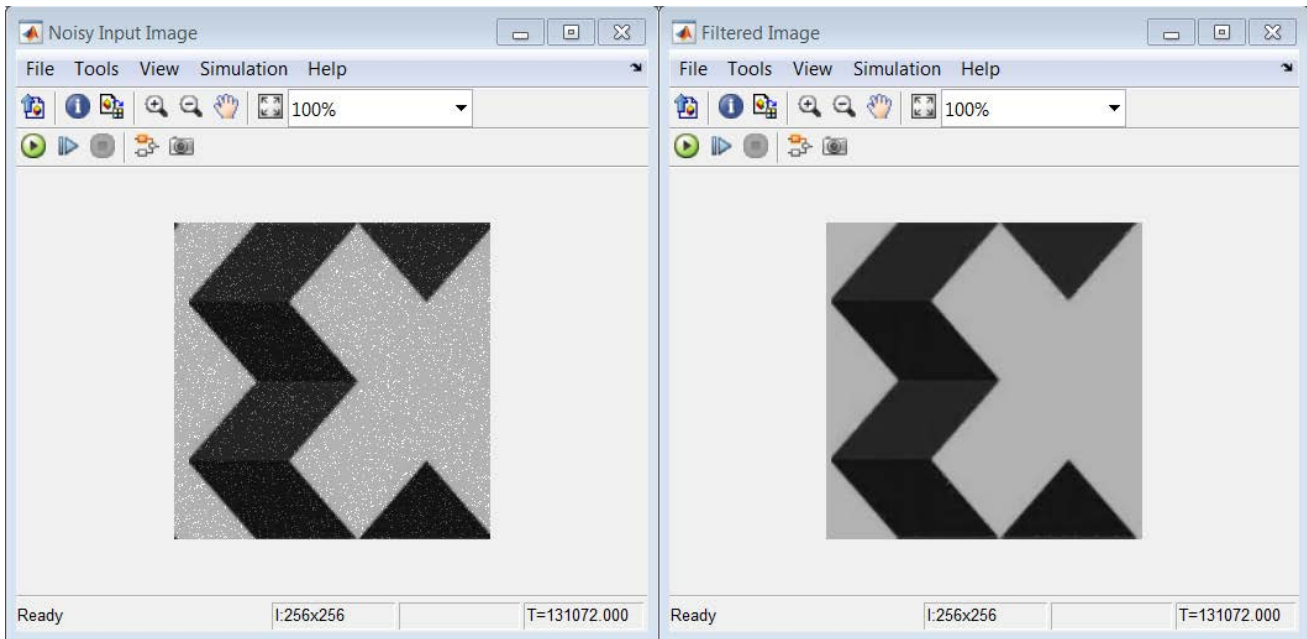 Noisy Input Image
File Tools View Simulation Help
100%
Ready I:256x256 T=131072.000
Filtered Image
File Tools View Simulation Help
100%
Ready I:256x256 T=131072.000